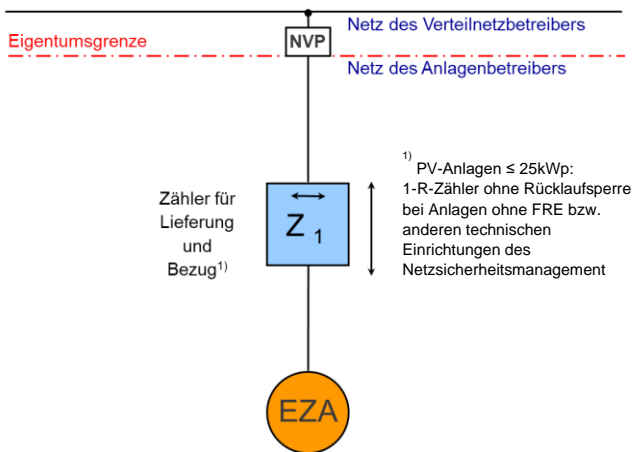 Netz des Verteilnetzbetreibers
Eigentumsgrenze
NVP
Netz des Anlagenbetreibers
Zähler für
Lieferung
und
Bezug1)
Z 1
1) PV-Anlagen ≤ 25kWp:
1-R-Zähler ohne Rücklaufsperre
bei Anlagen ohne FRE bzw.
anderen technischen
Einrichtungen des
Netzsicherheitsmanagement
EZA